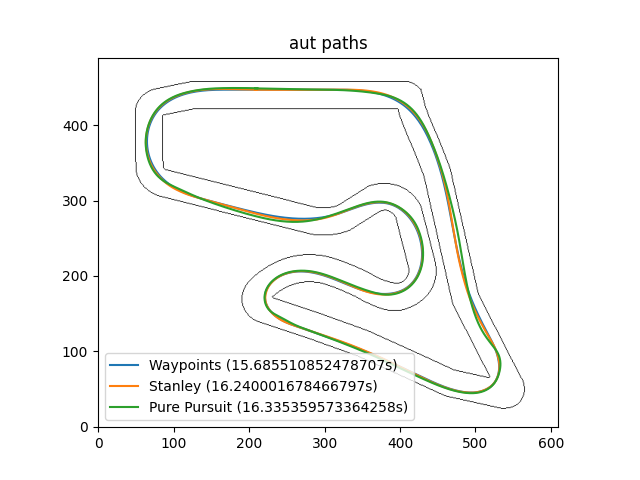 aut paths
400
300
200
100
0
0 100 200 300 400 500 600
Waypoints (15.685510852478707s)
Stanley (16.240001678466797s)
Pure Pursuit (16.335359573364258s)